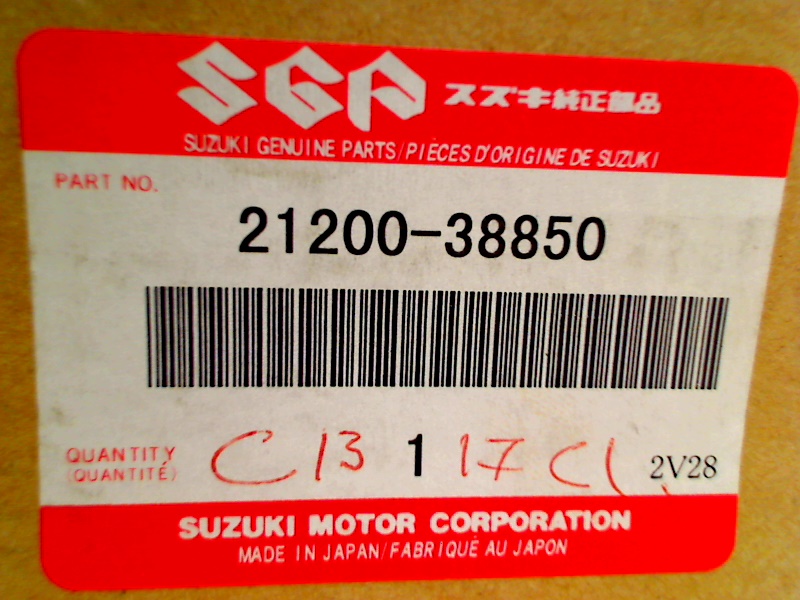 SGP スズキ純正部品
SUZUKI GENUINE PARTS/PIÈCES D'ORIGINE DE SUZUKI
PART NO.
21200-38850
QUANTITY
(QUANTITÉ)
C 13 1 17 CL 2V28
SUZUKI MOTOR CORPORATION
MADE IN JAPAN/FABRIQUÉ AU JAPON